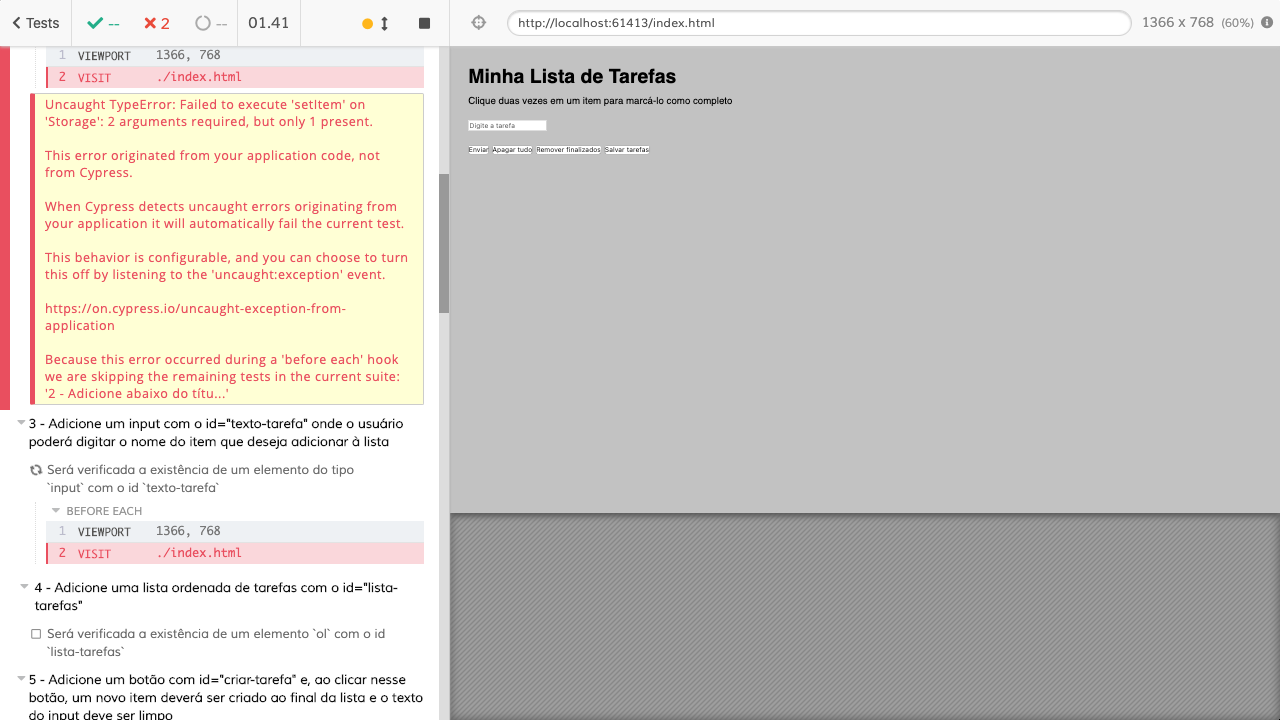 Tests
--
2
--
01.41
http://localhost:61413/index.html
1366 x 768 (60%)
1 VIEWPORT 1366, 768
2 VISIT ./index.html
Uncaught TypeError: Failed to execute 'setItem' on
'Storage': 2 arguments required, but only 1 present.
This error originated from your application code, not
from Cypress.
When Cypress detects uncaught errors originating from
your application it will automatically fail the current test.
This behavior is configurable, and you can choose to turn
this off by listening to the 'uncaught:exception' event.
https://on.cypress.io/uncaught-exception-from-
application
Because this error occurred during a 'before each' hook
we are skipping the remaining tests in the current suite:
'2 - Adicione abaixo do títu...'
3 - Adicione um input com o id="texto-tarefa" onde o usuário
poderá digitar o nome do item que deseja adicionar à lista
Será verificada a existência de um elemento do tipo
`input` com o id `texto-tarefa`
BEFORE EACH
1 VIEWPORT 1366, 768
2 VISIT ./index.html
4 - Adicione uma lista ordenada de tarefas com o id="lista-
tarefas"
Será verificada a existência de um elemento `ol` com o id
`lista-tarefas`
5 - Adicione um botão com id="criar-tarefa" e, ao clicar nesse
botão, um novo item deverá ser criado ao final da lista e o texto
do input deve ser limpo
Minha Lista de Tarefas
Clique duas vezes em um item para marcá-lo como completo
Digite a tarefa
Enviar Apagar tudo Remover finalizados Salvar tarefas